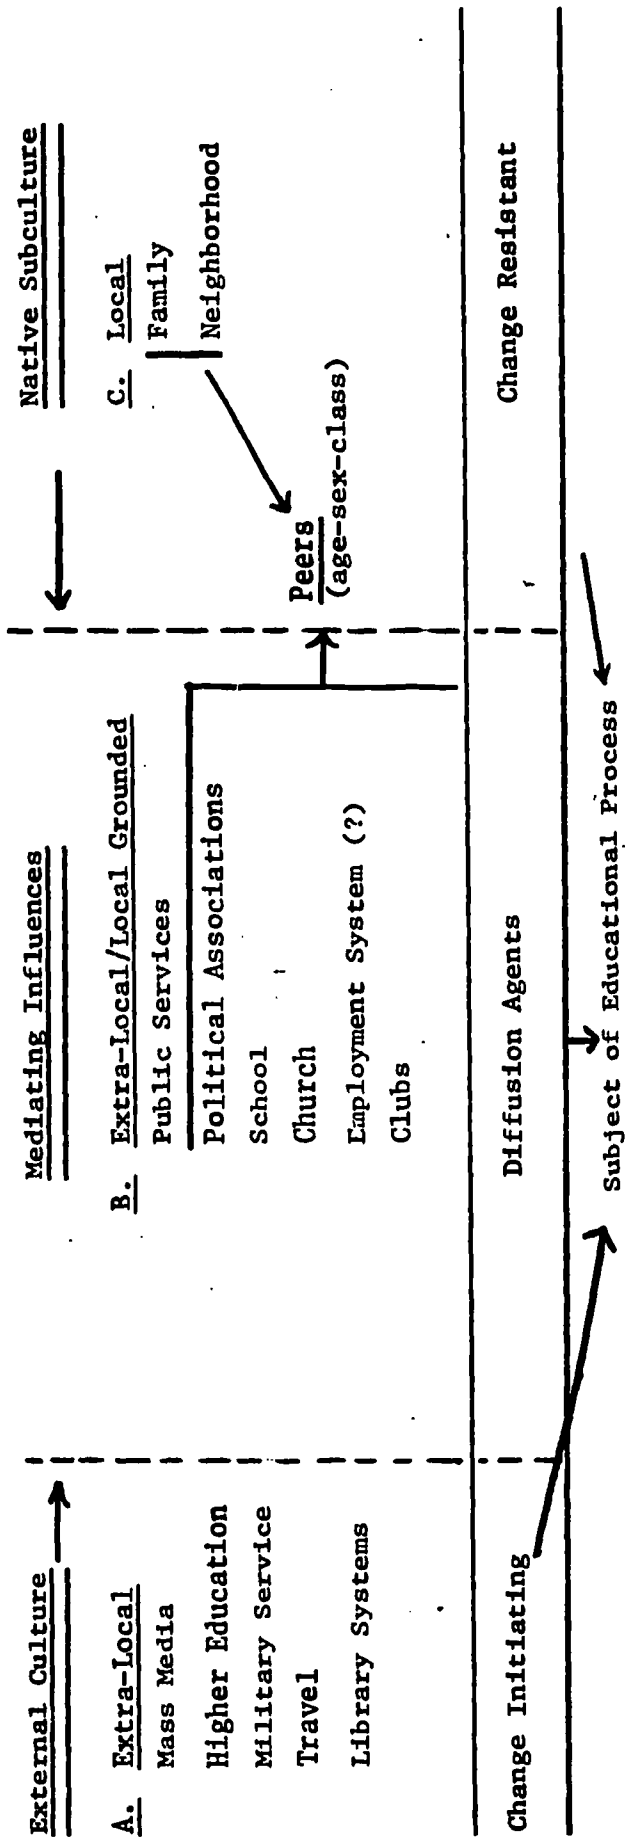 External Culture
A. Extra-Local
Mass Media
Higher Education
Military Service
Travel
Library Systems
Change Initiating
Mediating Influences
B. Extra-Local/Local Grounded
Public Services
Political Associations
School
Church
Employment System (?)
Clubs
Diffusion Agents
Native Subculture
C. Local
Family
Neighborhood
Peers
(age-sex-class)
Change Resistant
Subject of Educational Process